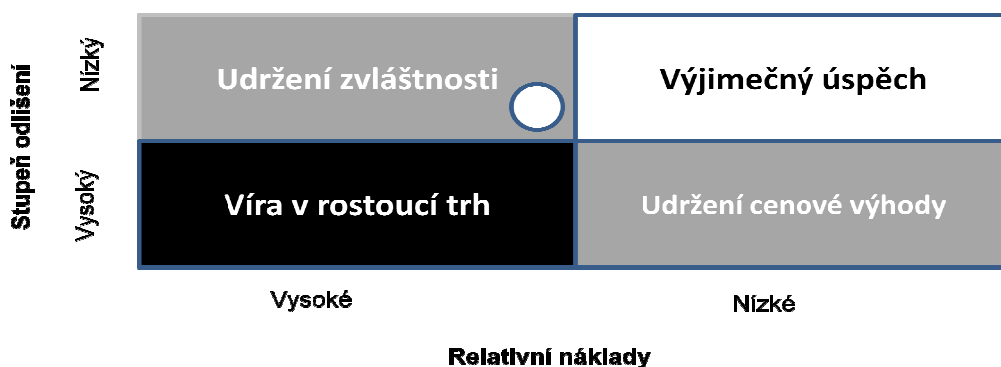 Stupeň odlišení
Nízký
Vysoký
Udržení zvláštnosti
Výjimečný úspěch
Víra v rostoucí trh
Udržení cenové výhody
Vysoké
Nízké
Relativní náklady